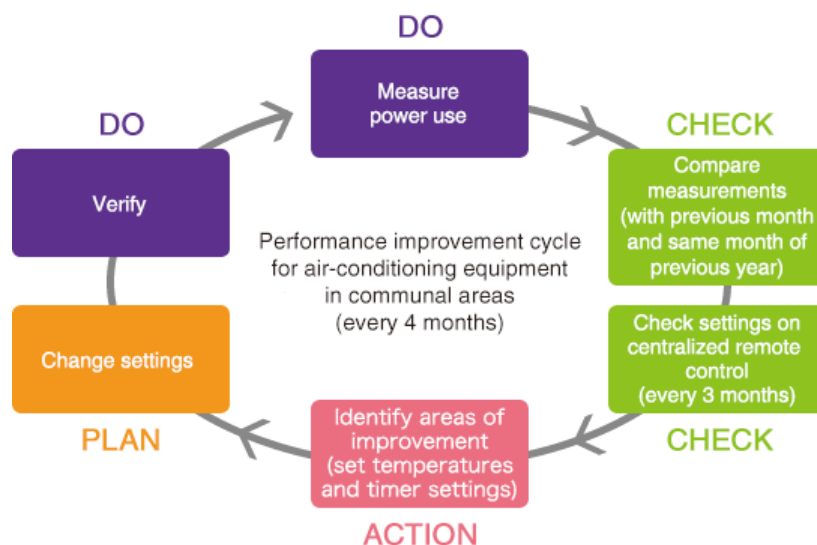 DO
Measure
power use
CHECK
Compare
measurements
(with previous month
and same month of
previous year)
Check settings on
centralized remote
control
(every 3 months)
CHECK
Identify areas of
improvement
(set temperatures
and timer settings)
ACTION
Change settings
PLAN
DO
Verify
Performance improvement cycle
for air-conditioning equipment
in communal areas
(every 4 months)